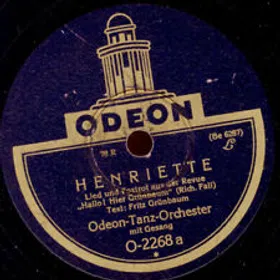 ODEON
(Be 6287)
HENRIETTE
Lied und Foxtrot aus der Revue
„Hallo! Hier Grünbaum" (Rich. Fall)
Text: Fritz Grünbaum
Odeon-Tanz-Orchester
mit Gesang
O-2268 a